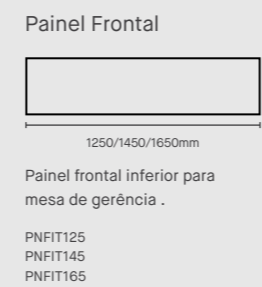 Painel Frontal
1250/1450/1650mm
Painel frontal inferior para
mesa de gerência .
PNFIT125
PNFIT145
PNFIT165